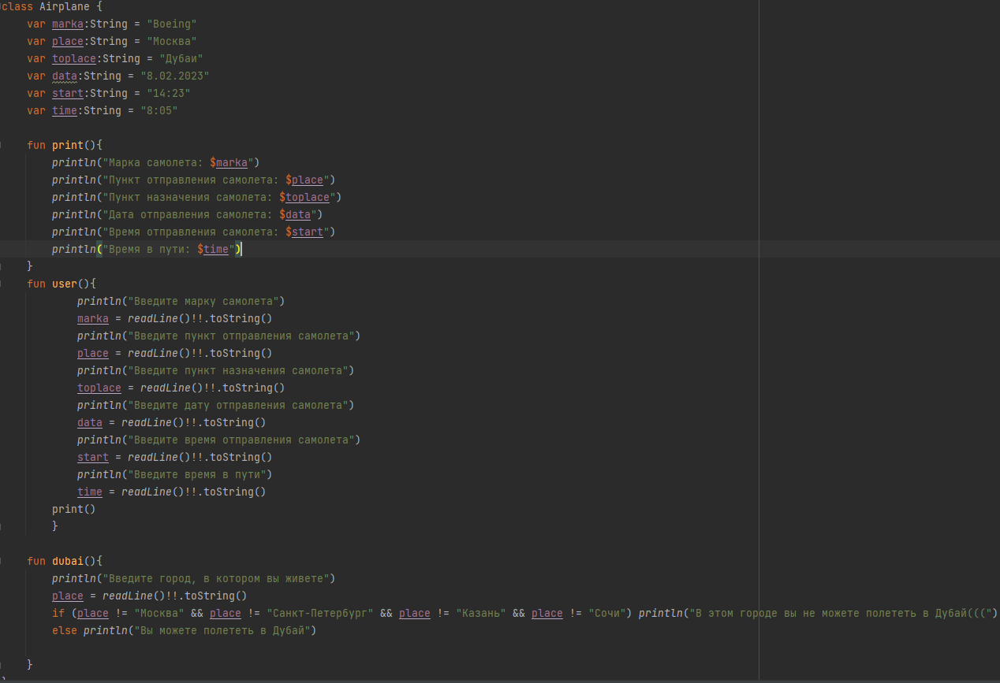 class Airplane {
    var marka:String = "Boeing"
    var place:String = "Москва"
    var toplace:String = "Дубаи"
    var data:String = "8.02.2023"
    var start:String = "14:23"
    var time:String = "8:05"

    fun print(){
        println("Марка самолета: $marka")
        println("Пункт отправления самолета: $place")
        println("Пункт назначения самолета: $toplace")
        println("Дата отправления самолета: $data")
        println("Время отправления самолета: $start")
        println("Время в пути: $time")
    }
    fun user(){
            println("Введите марку самолета")
            marka = readLine()!!.toString()
            println("Введите пункт отправления самолета")
            place = readLine()!!.toString()
            println("Введите пункт назначения самолета")
            toplace = readLine()!!.toString()
            println("Введите дату отправления самолета")
            data = readLine()!!.toString()
            println("Введите время отправления самолета")
            start = readLine()!!.toString()
            println("Введите время в пути")
            time = readLine()!!.toString()
        print()
        }

    fun dubai(){
        println("Введите город, в котором вы живете")
        place = readLine()!!.toString()
        if (place != "Москва" && place != "Санкт-Петербург" && place != "Казань" && place != "Сочи") println("В этом городе вы не можете полететь в Дубай(((")
        else println("Вы можете полететь в Дубай")

    }
}